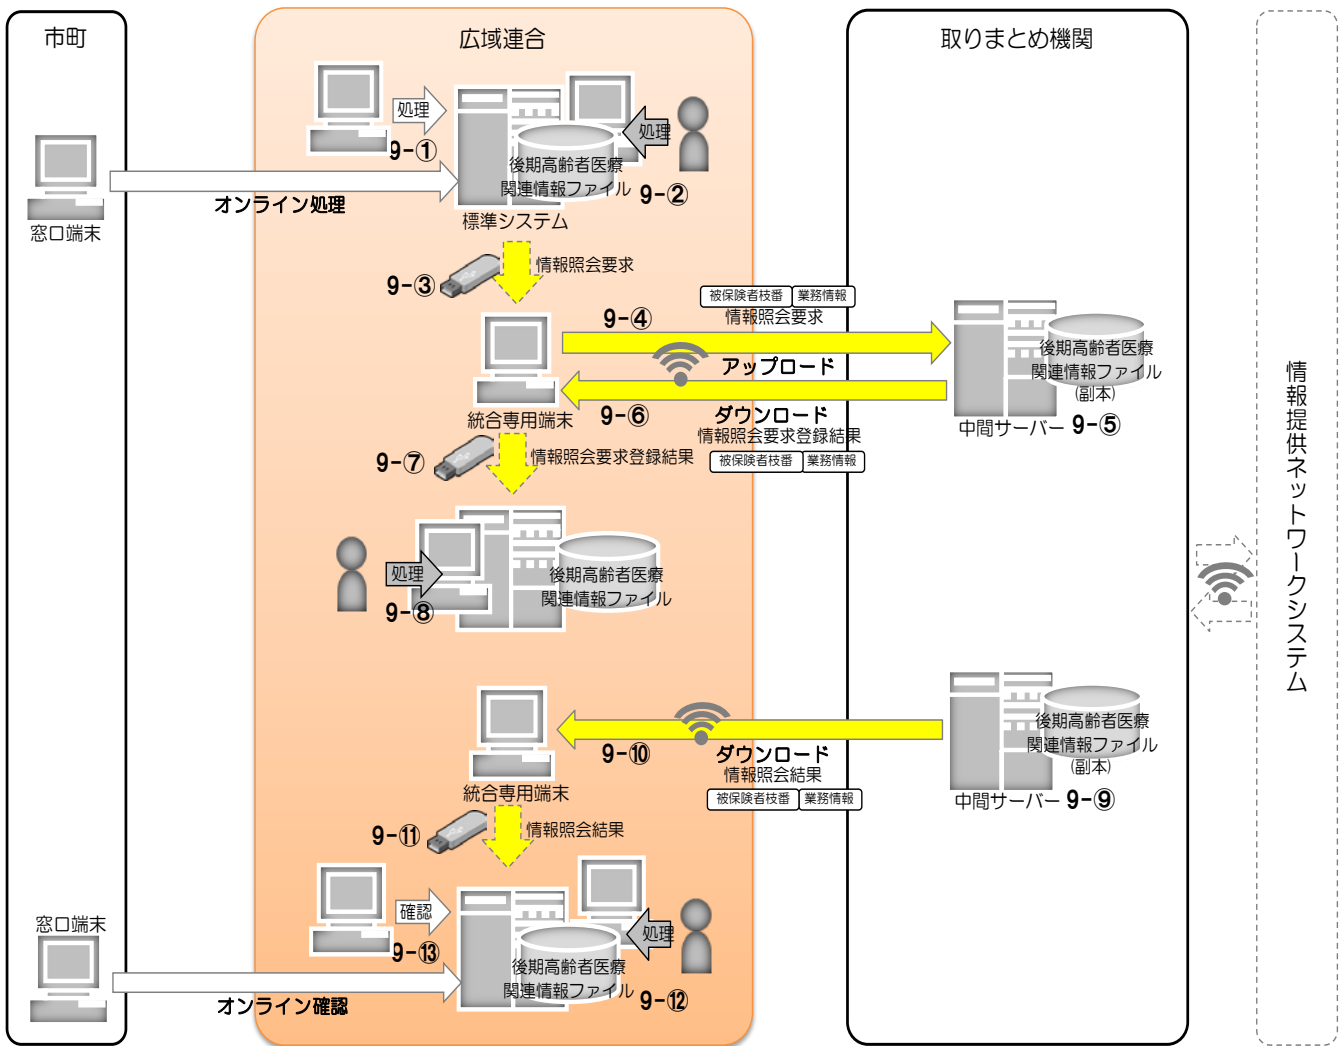 市町
広域連合
取りまとめ機関
処理
9-①
処理
後期高齢者医療
関連情報ファイル
9-②
標準システム
窓口端末
オンライン処理
9-③
情報照会要求
9-④
被保険者枝番
業務情報
情報照会要求
アップロード
後期高齢者医療
関連情報ファイル
(副本)
中間サーバー
9-⑤
統合専用端末
9-⑥
ダウンロード
情報照会要求登録結果
被保険者枝番
業務情報
9-⑦
情報照会要求登録結果
情報提供ネットワークシステム
処理
9-⑧
後期高齢者医療
関連情報ファイル
後期高齢者医療
関連情報ファイル
(副本)
中間サーバー
9-⑨
9-⑩
ダウンロード
情報照会結果
被保険者枝番
業務情報
統合専用端末
9-⑪
情報照会結果
確認
9-⑬
処理
後期高齢者医療
関連情報ファイル
9-⑫
窓口端末
オンライン確認